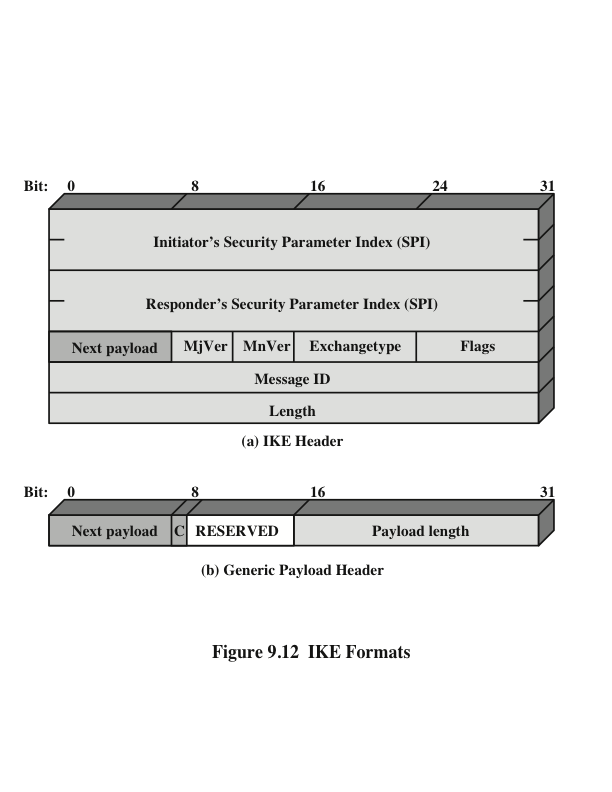 Bit: 0 8 16 24 31
Initiator's Security Parameter Index (SPI)
Responder's Security Parameter Index (SPI)
Next payload MjVer MnVer Exchangetype Flags
Message ID
Length
(a) IKE Header
Bit: 0 8 16 31
Next payload C RESERVED Payload length
(b) Generic Payload Header
Figure 9.12 IKE Formats